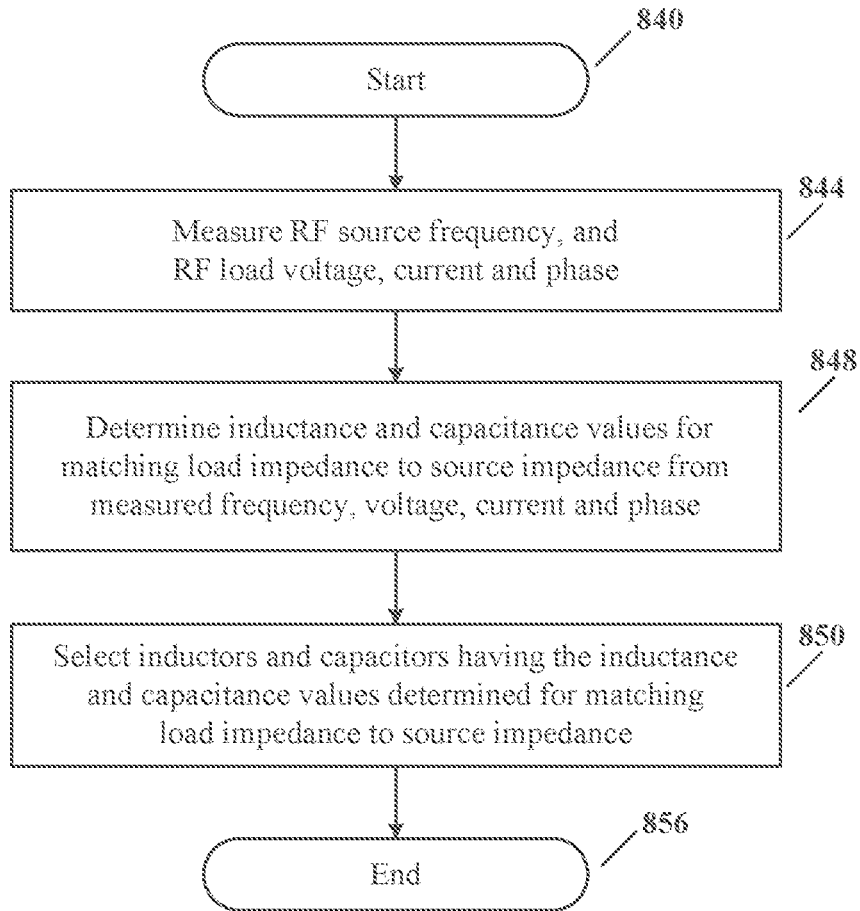 840
Start
844
Measure RF source frequency, and
RF load voltage, current and phase
848
Determine inductance and capacitance values for
matching load impedance to source impedance from
measured frequency, voltage, current and phase
850
Select inductors and capacitors having the inductance
and capacitance values determined for matching
load impedance to source impedance
856
End